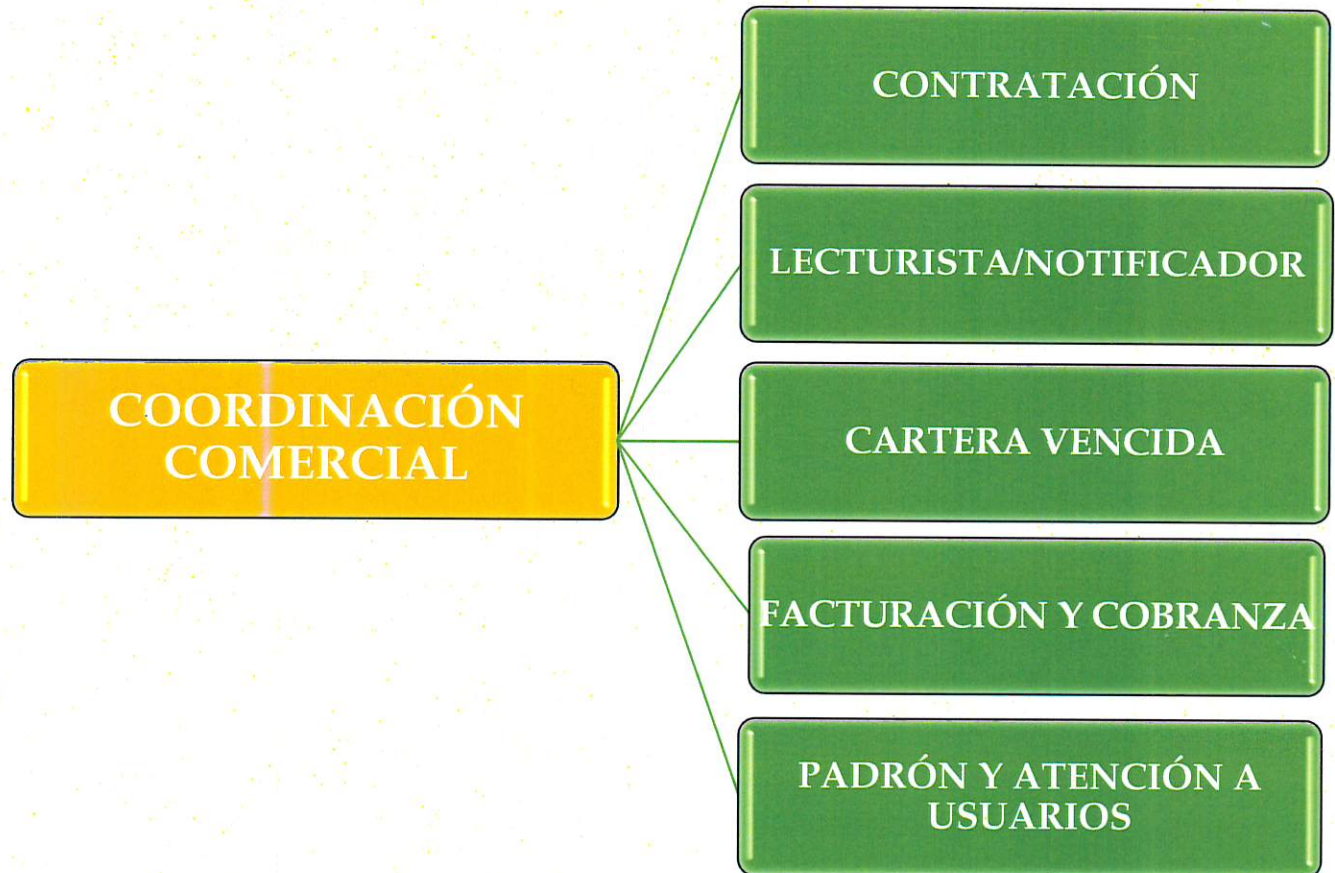 COORDINACIÓN
COMERCIAL
CONTRATACIÓN
LECTURISTA/NOTIFICADOR
CARTERA VENCIDA
FACTURACIÓN Y COBRANZA
PADRÓN Y ATENCIÓN A
USUARIOS